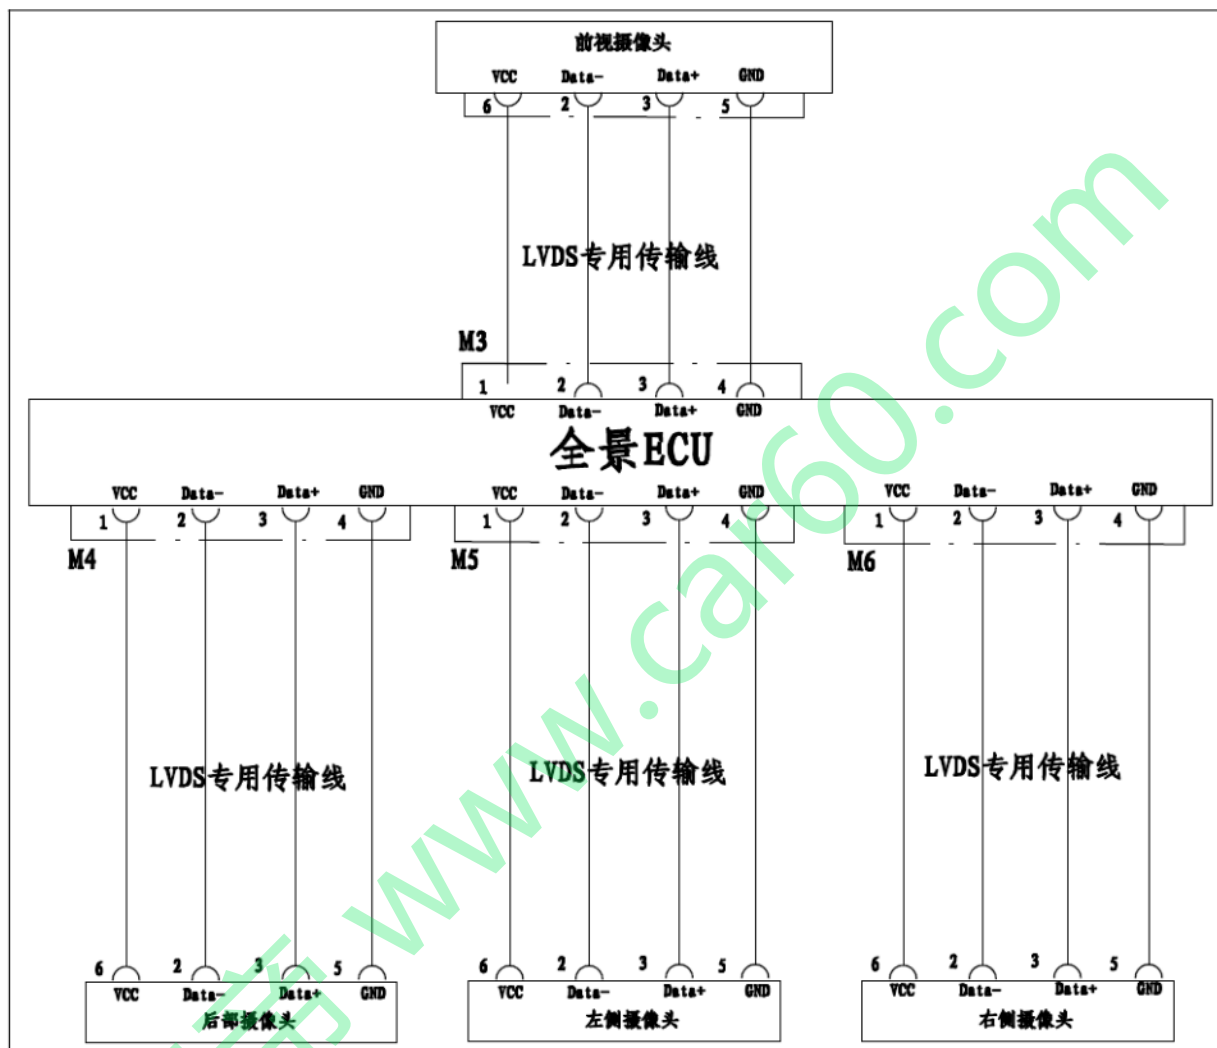 前视摄像头
VCC Data- Data+ GND
6 2 3 5
LVDS专用传输线
M3
1 2 3 4
VCC Data- Data+ GND
全景ECU
VCC Data- Data+ GND VCC Data- Data+ GND VCC Data- Data+ GND
1 2 3 4 1 2 3 4 1 2 3 4
M4 M5 M6
LVDS专用传输线 LVDS专用传输线 LVDS专用传输线
6 2 3 5 6 2 3 5 6 2 3 5
VCC Data- Data+ GND VCC Data- Data+ GND VCC Data- Data+ GND
后部摄像头 左侧摄像头 右侧摄像头
www.car60.com